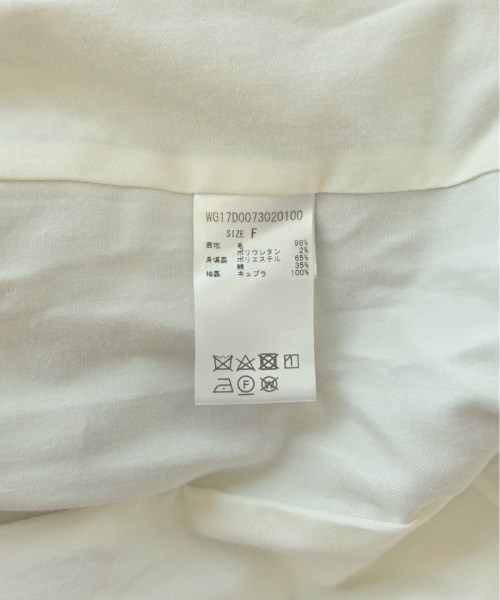 WG17D0073020100
SIZE F
表地 毛 98%
ポリウレタン 2%
身頃裏 ポリエステル 65%
綿 35%
袖裏 キュプラ 100%
F
W